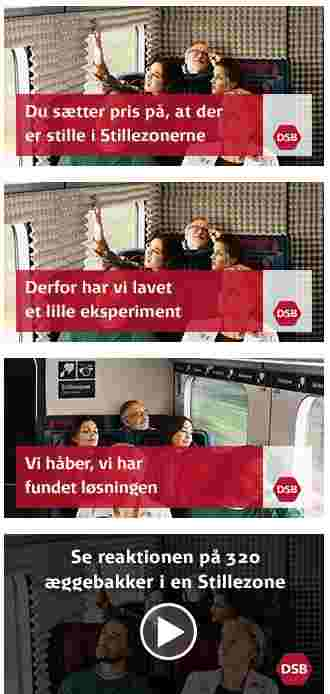 Du sætter pris på, at der
er stille i Stillezonerne
DSB
Derfor har vi lavet
et lille eksperiment
DSB
Vi håber, vi har
fundet løsningen
DSB
Se reaktionen på 320
æggebakker i en Stillezone
DSB